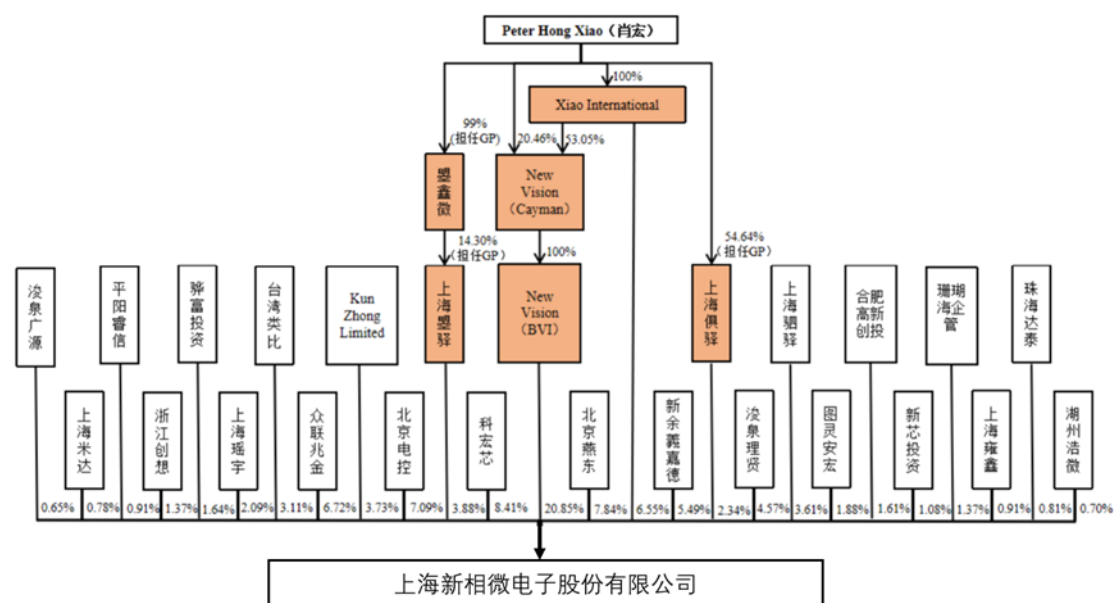 Peter Hong Xiao（肖宏）
100%
Xiao International
99%
(担任GP)
20.46%
53.05%
曌鑫微
New
Vision
（Cayman）
14.30%
（担任GP）
100%
54.64%
（担任GP）
浚泉广源
平阳睿信
骅富投资
台湾类比
Kun
Zhong
Limited
上海曌驿
New
Vision
(BVI)
上海俱驿
上海驷驿
合肥高新创投
珊瑚海企管
珠海达泰
上海米达
浙江创想
上海瑶宇
众联兆金
北京电控
科宏芯
北京燕东
新余義嘉德
浚泉理贤
图灵安宏
新芯投资
上海雍鑫
湖州浩微
0.65%
0.78%
0.91%
1.37%
1.64%
2.09%
3.11%
6.72%
3.73%
7.09%
3.88%
8.41%
20.85%
7.84%
6.55%
5.49%
2.34%
4.57%
3.61%
1.88%
1.61%
1.08%
1.37%
0.91%
0.81%
0.70%
上海新相微电子股份有限公司